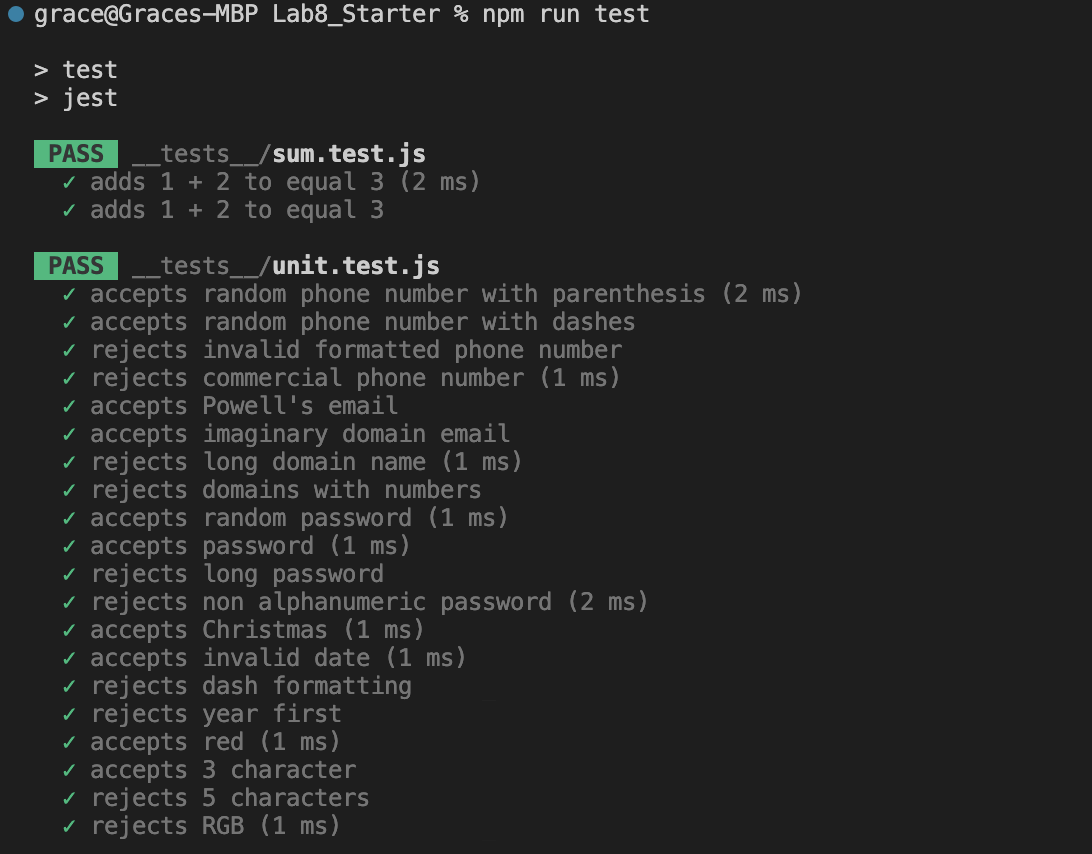 grace@Graces-MBP Lab8_Starter % npm run test
> test
> jest
PASS __tests__/sum.test.js
✓ adds 1 + 2 to equal 3 (2 ms)
✓ adds 1 + 2 to equal 3
PASS __tests__/unit.test.js
✓ accepts random phone number with parenthesis (2 ms)
✓ accepts random phone number with dashes
✓ rejects invalid formatted phone number
✓ rejects commercial phone number (1 ms)
✓ accepts Powell's email
✓ accepts imaginary domain email
✓ rejects long domain name (1 ms)
✓ rejects domains with numbers
✓ accepts random password (1 ms)
✓ accepts password (1 ms)
✓ rejects long password
✓ rejects non alphanumeric password (2 ms)
✓ accepts Christmas (1 ms)
✓ accepts invalid date (1 ms)
✓ rejects dash formatting
✓ rejects year first
✓ accepts red (1 ms)
✓ accepts 3 character
✓ rejects 5 characters
✓ rejects RGB (1 ms)